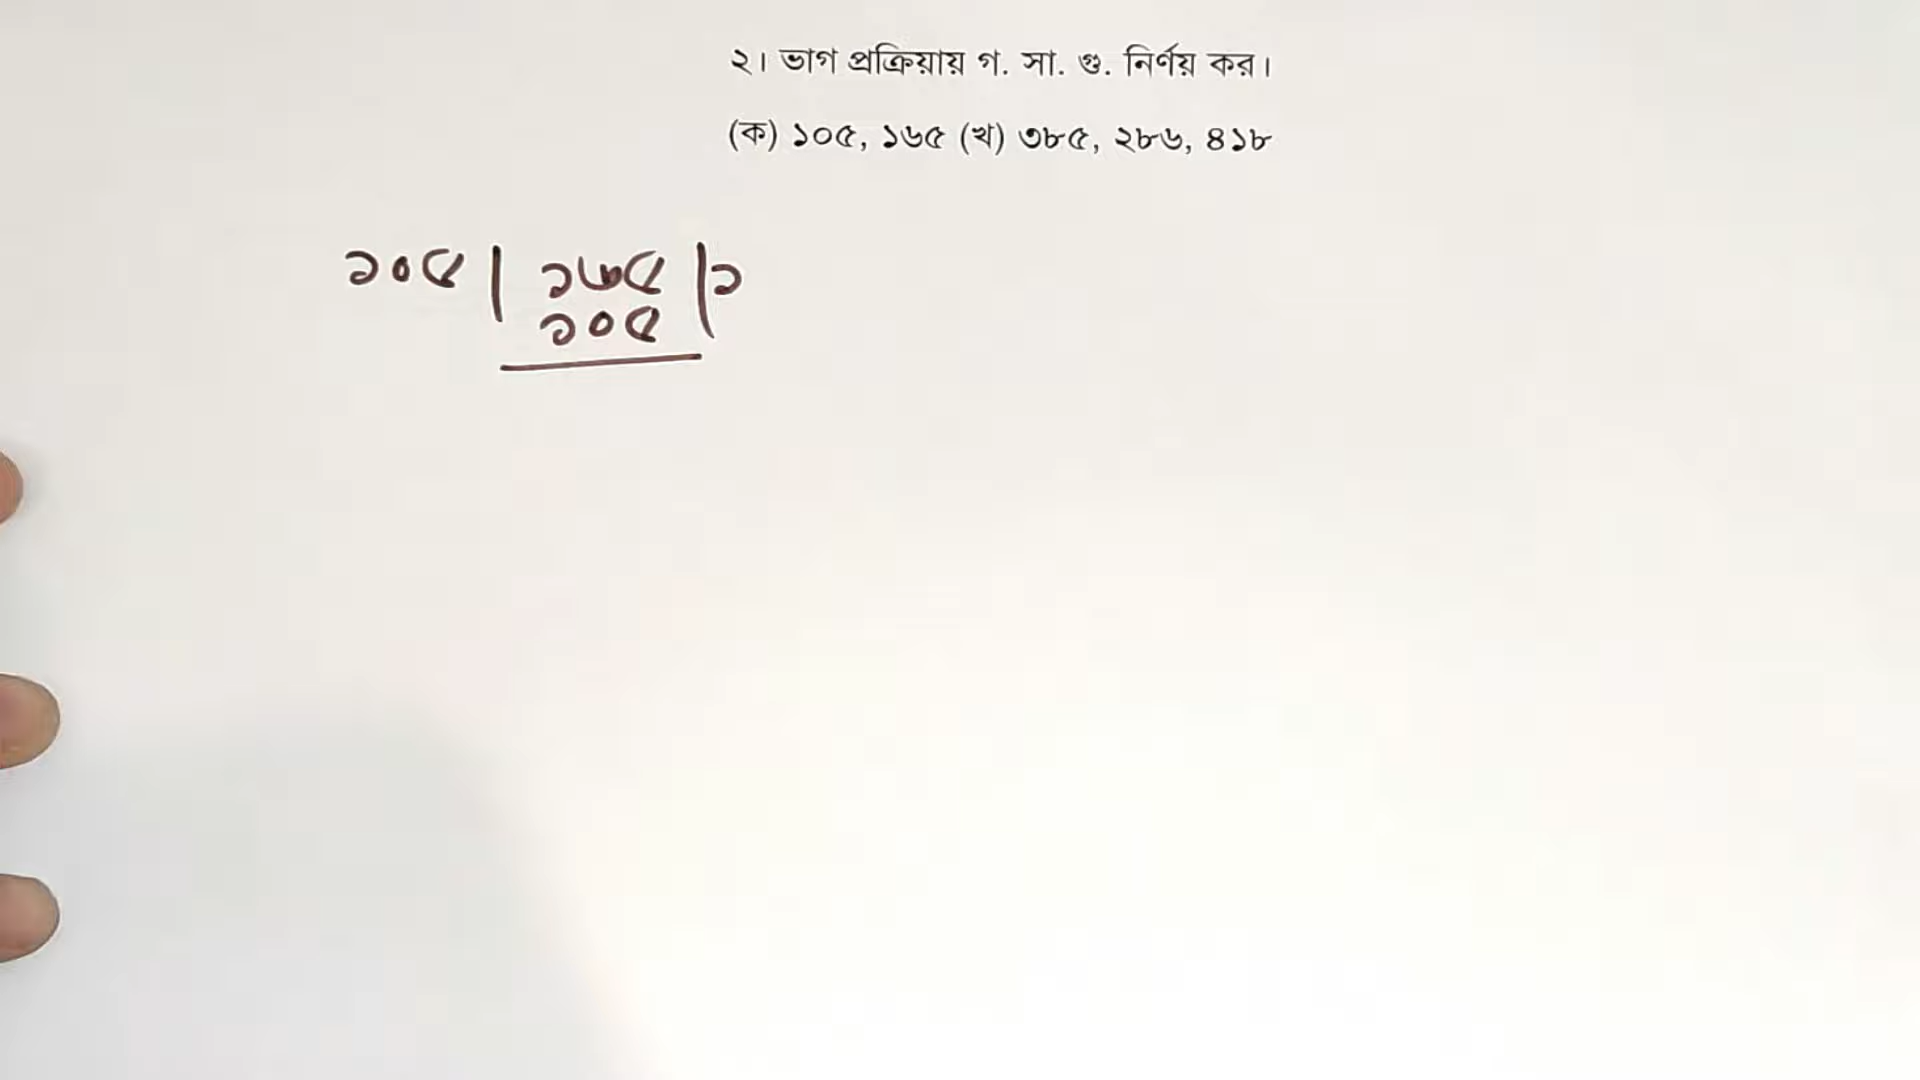 ২। ভাগ প্রক্রিয়ায় গ. সা. গু. নির্ণয় কর।
(ক) ১০৫, ১৬৫ (খ) ৩৮৫, ২৮৬, ৪১৮
১০৫ | ১৬৫ | ১
১০৫